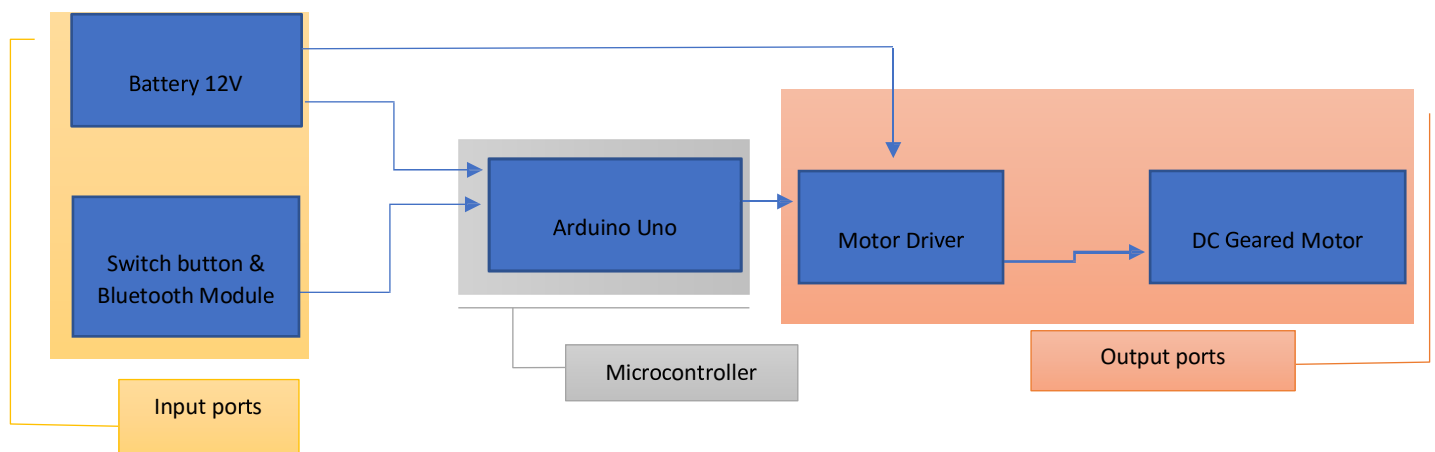 Battery 12V
Switch button &
Bluetooth Module
Arduino Uno
Motor Driver
DC Geared Motor
Input ports
Microcontroller
Output ports